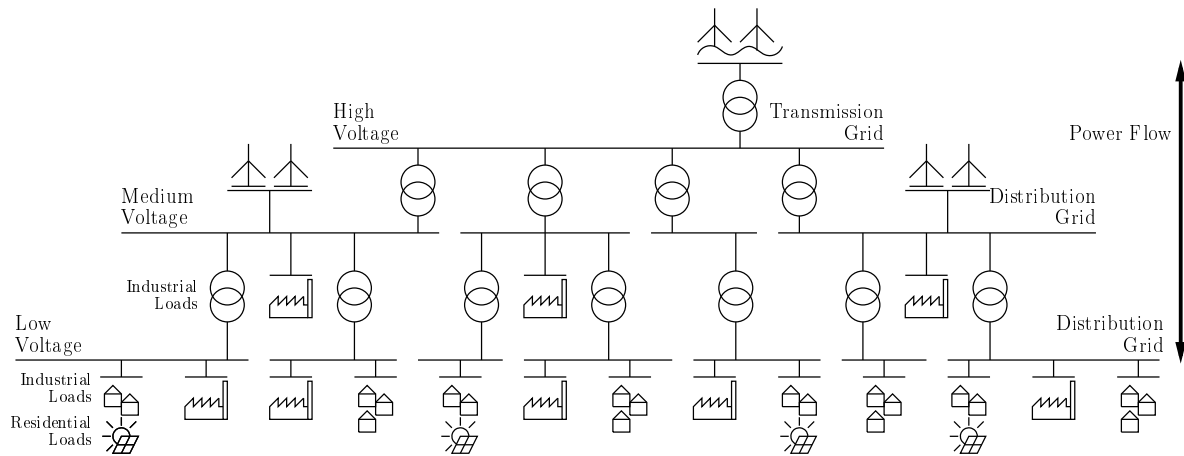 High
Voltage
Transmission
Grid
Power Flow
Medium
Voltage
Distribution
Grid
Industrial
Loads
Low
Voltage
Distribution
Grid
Industrial
Loads
Residential
Loads